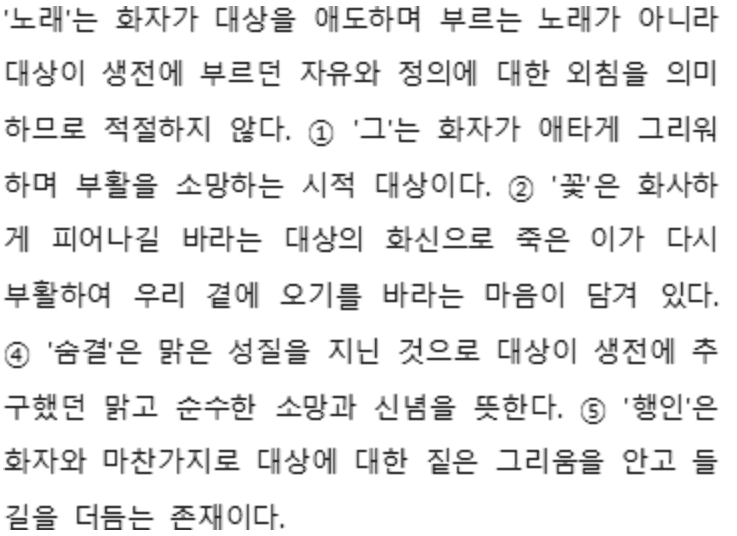 '노래'는 화자가 대상을 애도하며 부르는 노래가 아니라
대상이 생전에 부르던 자유와 정의에 대한 외침을 의미
하므로 적절하지 않다. ① '그'는 화자가 애타게 그리워
하며 부활을 소망하는 시적 대상이다. ② '꽃'은 화사하
게 피어나길 바라는 대상의 화신으로 죽은 이가 다시
부활하여 우리 곁에 오기를 바라는 마음이 담겨 있다.
④ '숨결'은 맑은 성질을 지닌 것으로 대상이 생전에 추
구했던 맑고 순수한 소망과 신념을 뜻한다. ⑤ '행인'은
화자와 마찬가지로 대상에 대한 짙은 그리움을 안고 들
길을 더듬는 존재이다.